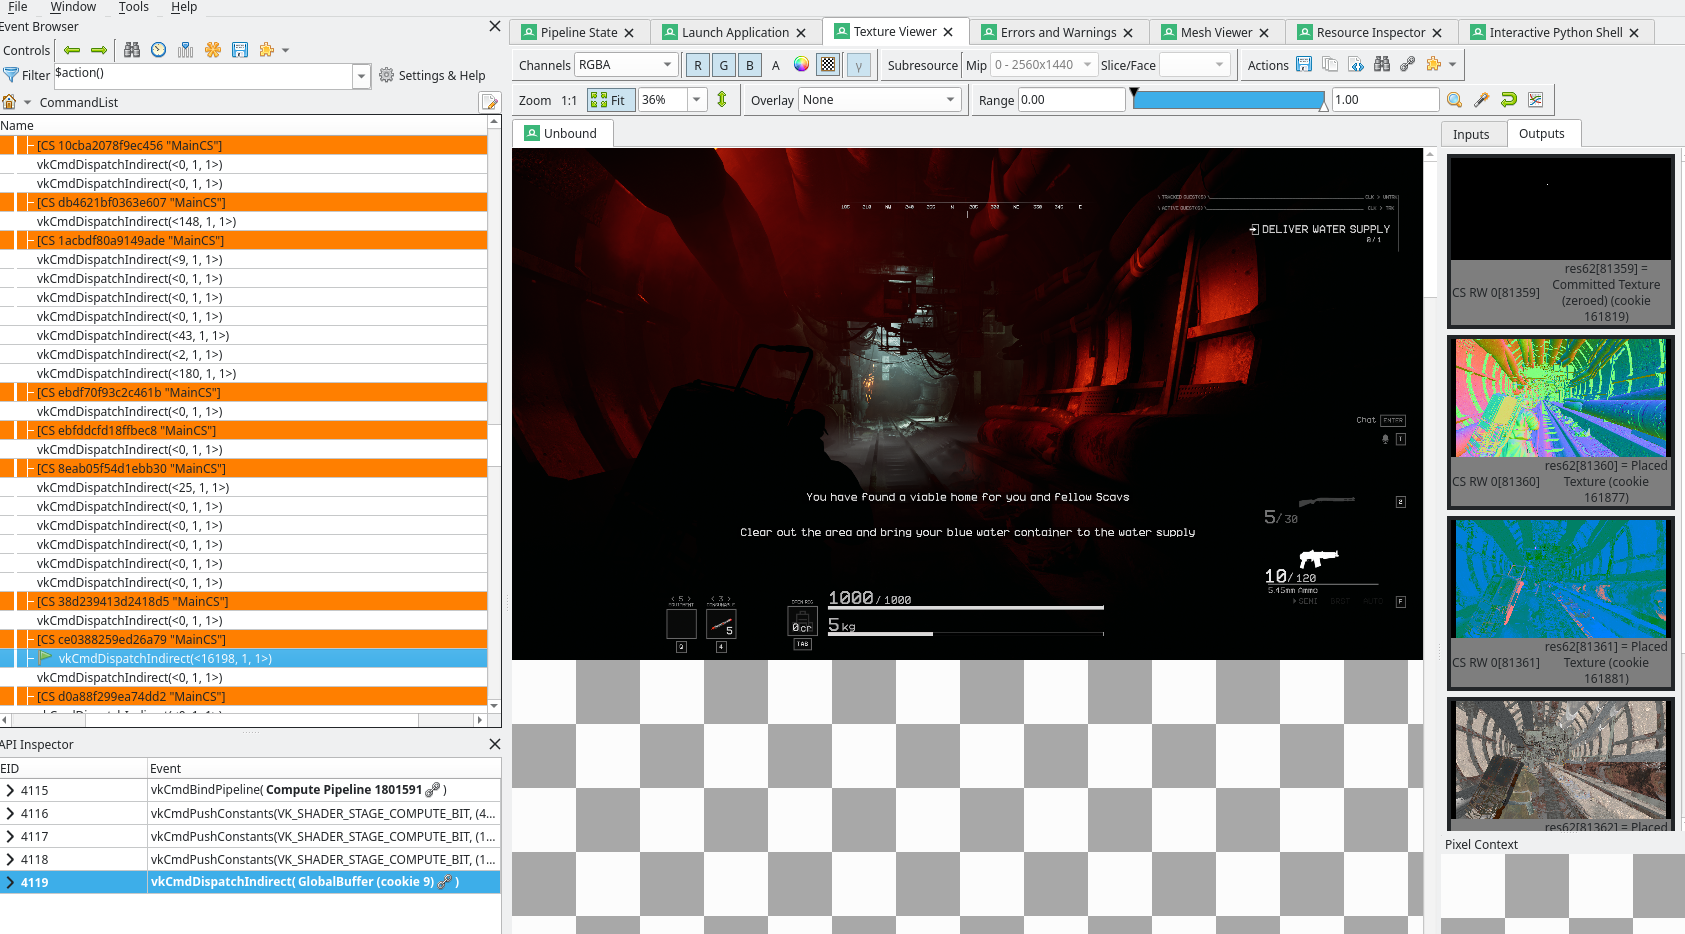 File Window Tools Help
Event Browser
Controls
Filter $action() Settings & Help
CommandList
Name
[CS 10cba2078f9ec456 "MainCS"]
vkCmdDispatchIndirect(<0, 1, 1>)
vkCmdDispatchIndirect(<0, 1, 1>)
[CS db4621bf0363e607 "MainCS"]
vkCmdDispatchIndirect(<148, 1, 1>)
[CS 1acbdf80a9149ade "MainCS"]
vkCmdDispatchIndirect(<9, 1, 1>)
vkCmdDispatchIndirect(<0, 1, 1>)
vkCmdDispatchIndirect(<0, 1, 1>)
vkCmdDispatchIndirect(<0, 1, 1>)
vkCmdDispatchIndirect(<43, 1, 1>)
vkCmdDispatchIndirect(<2, 1, 1>)
vkCmdDispatchIndirect(<180, 1, 1>)
[CS ebdf70f93c2c461b "MainCS"]
vkCmdDispatchIndirect(<0, 1, 1>)
[CS ebfddcfd18ffbec8 "MainCS"]
vkCmdDispatchIndirect(<0, 1, 1>)
[CS 8eab05f54d1ebb30 "MainCS"]
vkCmdDispatchIndirect(<25, 1, 1>)
vkCmdDispatchIndirect(<0, 1, 1>)
vkCmdDispatchIndirect(<0, 1, 1>)
vkCmdDispatchIndirect(<0, 1, 1>)
vkCmdDispatchIndirect(<0, 1, 1>)
vkCmdDispatchIndirect(<0, 1, 1>)
[CS 38d239413d2418d5 "MainCS"]
vkCmdDispatchIndirect(<0, 1, 1>)
[CS ce0388259ed26a79 "MainCS"]
vkCmdDispatchIndirect(<16198, 1, 1>)
vkCmdDispatchIndirect(<0, 1, 1>)
[CS d0a88f299ea74dd2 "MainCS"]
API Inspector
EID Event
4115 vkCmdBindPipeline( Compute Pipeline 1801591 )
4116 vkCmdPushConstants(VK_SHADER_STAGE_COMPUTE_BIT, (4...
4117 vkCmdPushConstants(VK_SHADER_STAGE_COMPUTE_BIT, (1...
4118 vkCmdPushConstants(VK_SHADER_STAGE_COMPUTE_BIT, (1...
4119 vkCmdDispatchIndirect( GlobalBuffer (cookie 9) )
Pipeline State Launch Application Texture Viewer Errors and Warnings Mesh Viewer Resource Inspector Interactive Python Shell
Channels RGBA R G B A γ Subresource Mip 0 - 2560x1440 Slice/Face Actions
Zoom 1:1 Fit 36% Overlay None Range 0.00 1.00
Unbound
DELIVER WATER SUPPLY
0/1
Chat ENTER
1
You have found a viable home for you and fellow Scavs
Clear out the area and bring your blue water container to the water supply
2
5/30
10/120
5.45mm Ammo
SEMI
F
1000/1000
5 kg
0cr
TAB
5
3
4
Inputs Outputs
CS RW 0[81359]
res62[81359] =
Committed Texture
(zeroed) (cookie
161819)
CS RW 0[81360]
res62[81360] = Placed
Texture (cookie
161877)
CS RW 0[81361]
res62[81361] = Placed
Texture (cookie
161881)
res62[81362] = Placed
Pixel Context